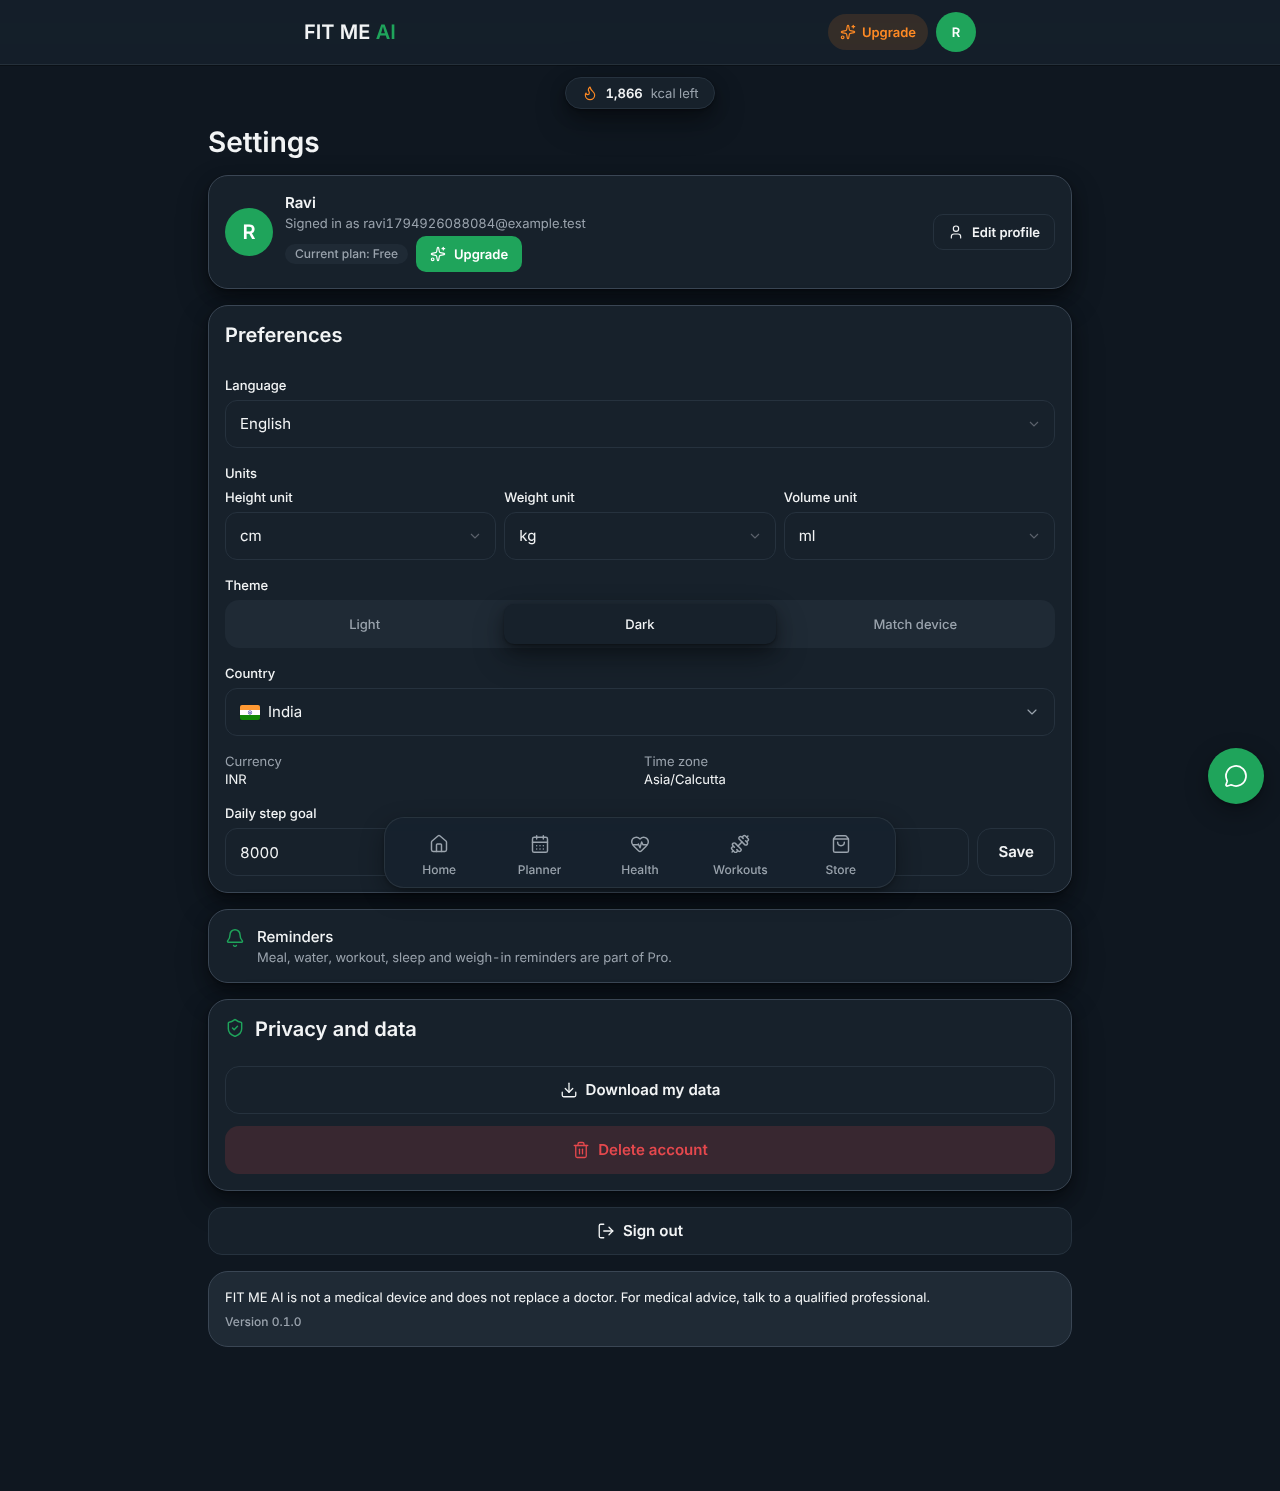 FIT ME AI
Upgrade
R
1,866 kcal left
Settings
R
Ravi
Signed in as ravi1794926088084@example.test
Current plan: Free
Upgrade
Edit profile
Preferences
Language
English
Units
Height unit
Weight unit
Volume unit
cm
kg
ml
Theme
Light
Dark
Match device
Country
India
Currency
Time zone
INR
Asia/Calcutta
Daily step goal
8000
Save
Home
Planner
Health
Workouts
Store
Reminders
Meal, water, workout, sleep and weigh-in reminders are part of Pro.
Privacy and data
Download my data
Delete account
Sign out
FIT ME AI is not a medical device and does not replace a doctor. For medical advice, talk to a qualified professional.
Version 0.1.0